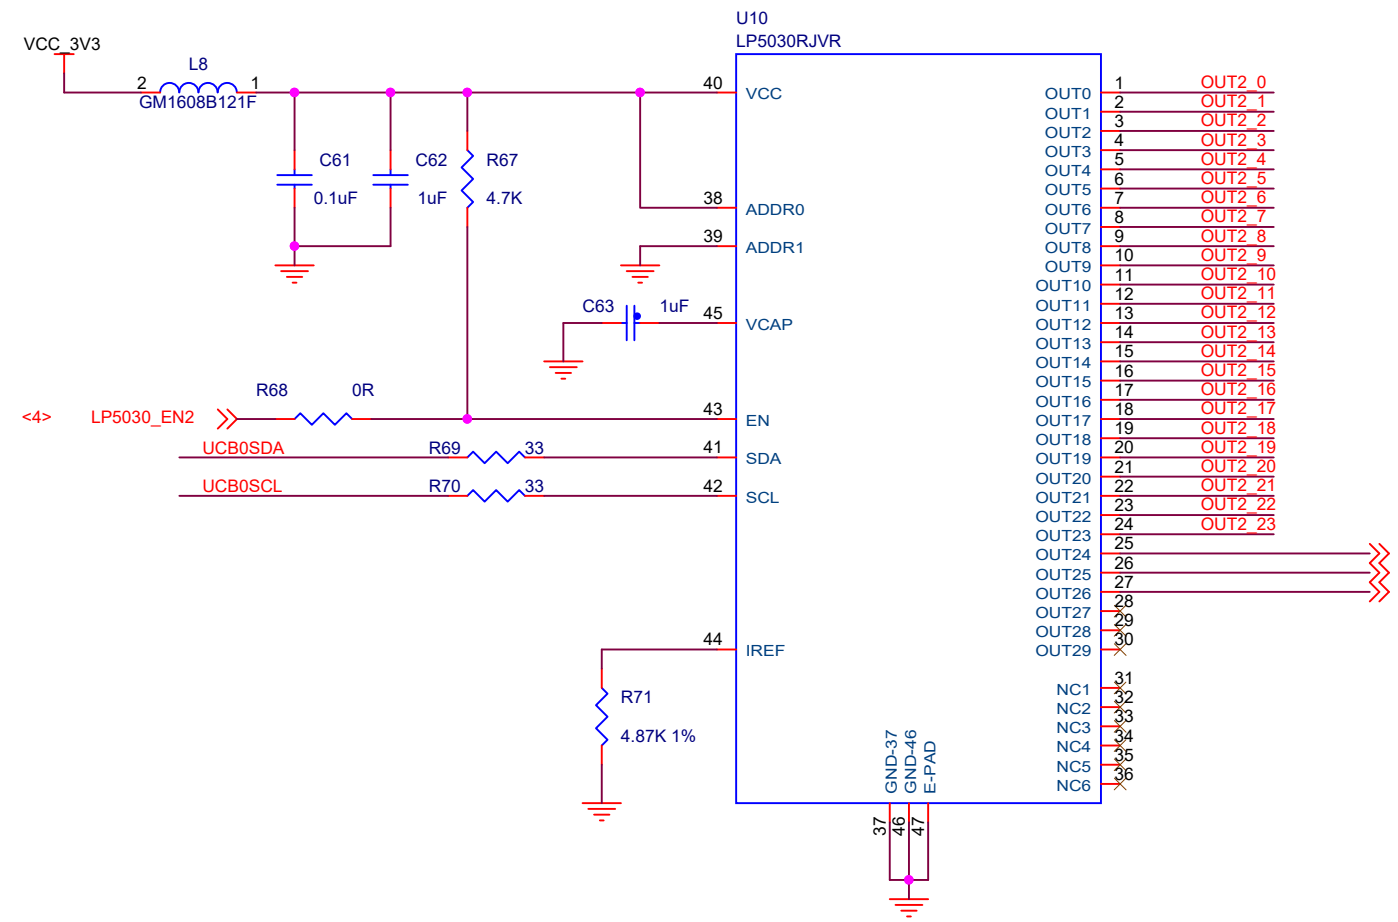 U10
LP5030RJVR
VCC_3V3
L8
2
1
GM1608B121F
40
VCC
C61
0.1uF
C62
1uF
R67
4.7K
38
ADDR0
39
ADDR1
C63
1uF
45
VCAP
R68
0R
<4>
LP5030_EN2
43
EN
UCB0SDA
R69
33
41
SDA
UCB0SCL
R70
33
42
SCL
44
IREF
R71
4.87K 1%
OUT0 1 OUT2_0
OUT1 2 OUT2_1
OUT2 3 OUT2_2
OUT3 4 OUT2_3
OUT4 5 OUT2_4
OUT5 6 OUT2_5
OUT6 7 OUT2_6
OUT7 8 OUT2_7
OUT8 9 OUT2_8
OUT9 10 OUT2_9
OUT10 11 OUT2_10
OUT11 12 OUT2_11
OUT12 13 OUT2_12
OUT13 14 OUT2_13
OUT14 15 OUT2_14
OUT15 16 OUT2_15
OUT16 17 OUT2_16
OUT17 18 OUT2_17
OUT18 19 OUT2_18
OUT19 20 OUT2_19
OUT20 21 OUT2_20
OUT21 22 OUT2_21
OUT22 23 OUT2_22
OUT23 24 OUT2_23
OUT24 25
OUT25 26
OUT26 27
OUT27 28
OUT28 29
OUT29 30
NC1 31
NC2 32
NC3 33
NC4 34
NC5 35
NC6 36
GND-37
GND-46
E-PAD
37
46
47